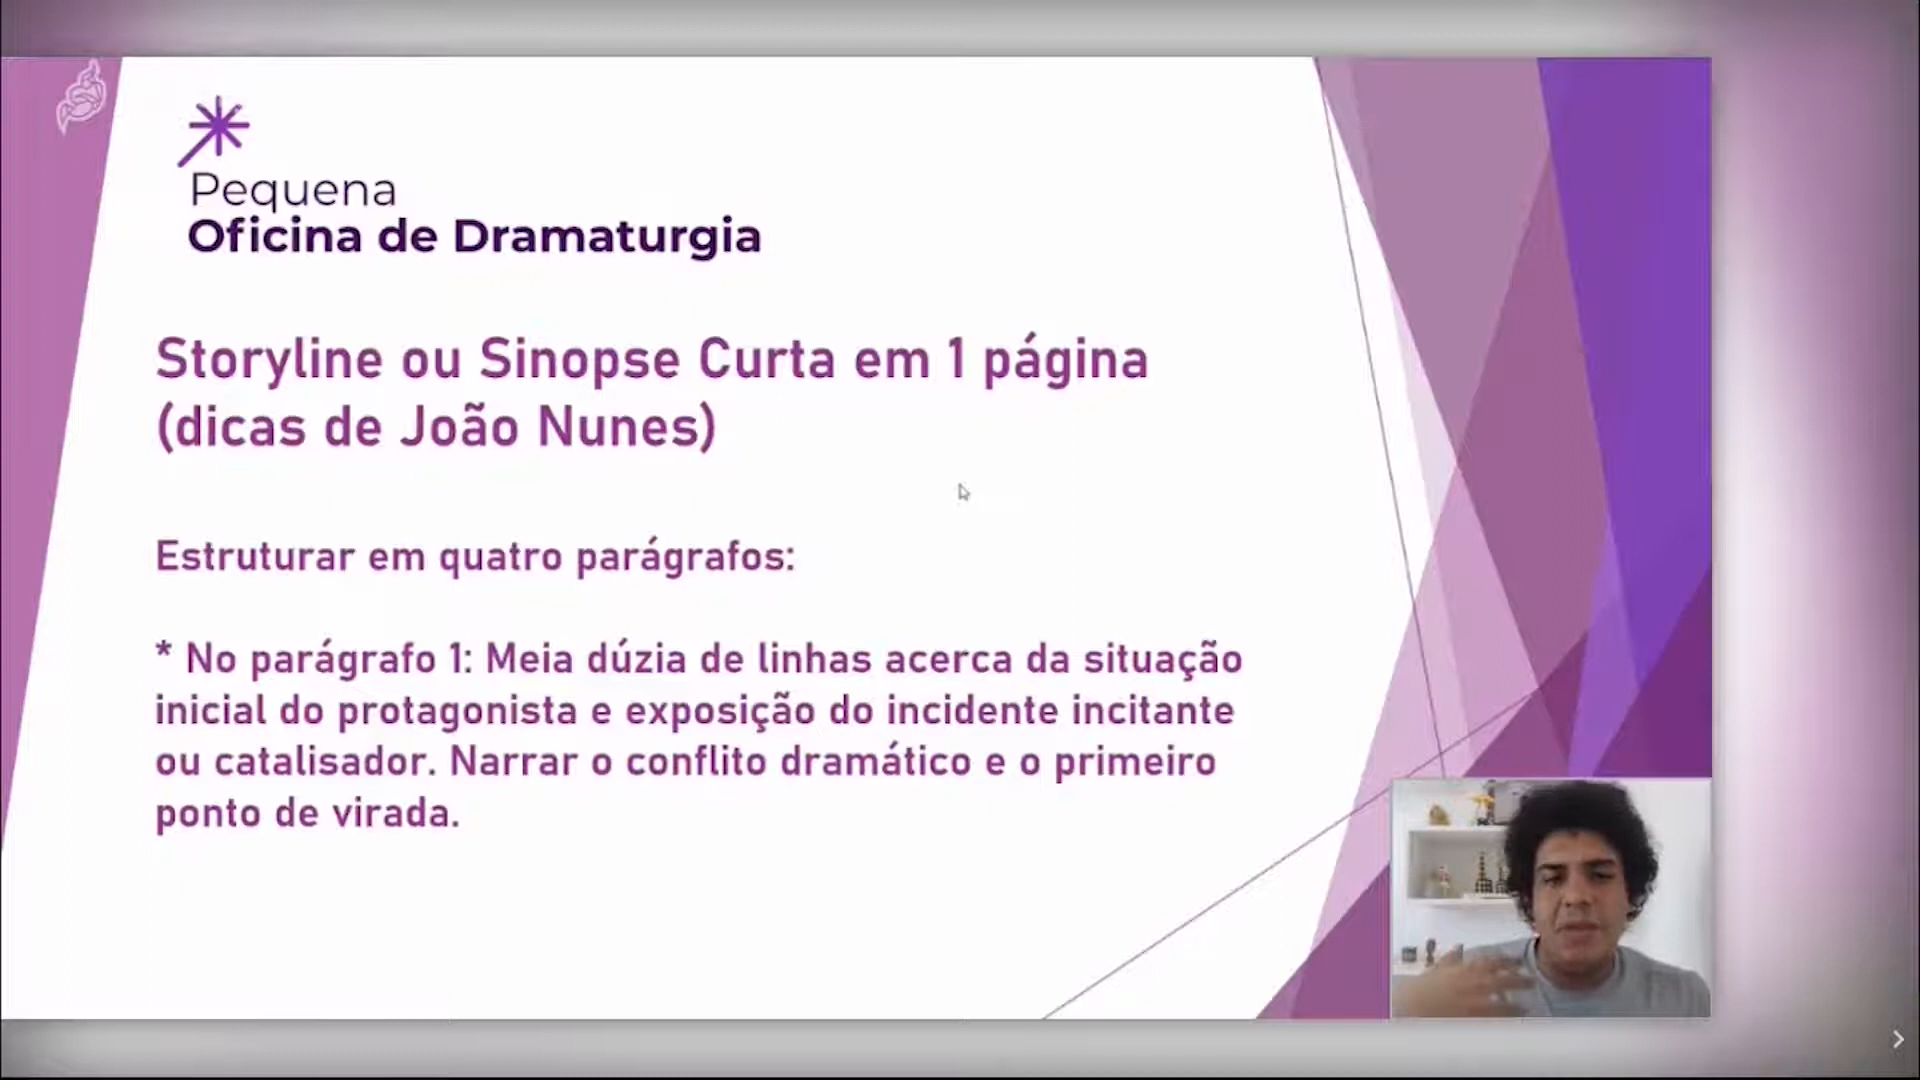 Pequena
Oficina de Dramaturgia
Storyline ou Sinopse Curta em 1 página
(dicas de João Nunes)
Estruturar em quatro parágrafos:
* No parágrafo 1: Meia dúzia de linhas acerca da situação
inicial do protagonista e exposição do incidente incitante
ou catalisador. Narrar o conflito dramático e o primeiro
ponto de virada.